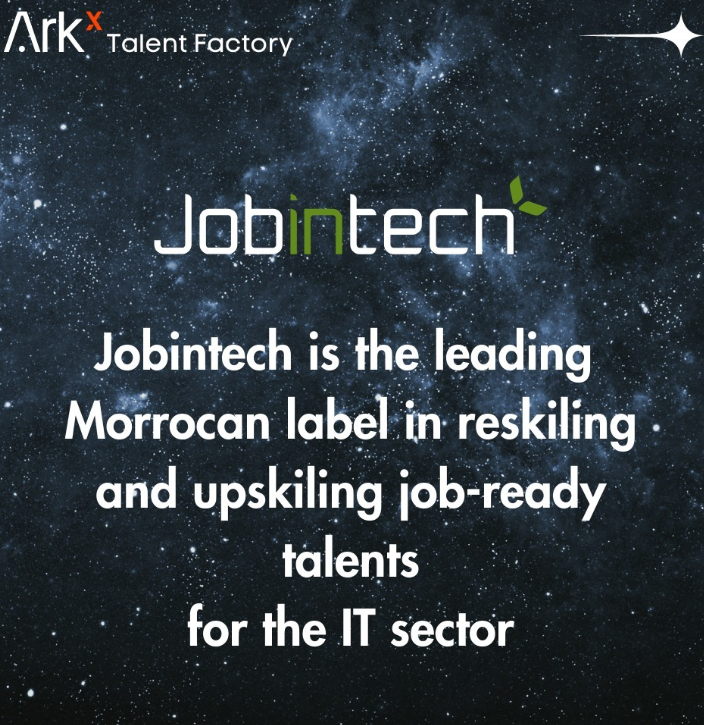 Arkx Talent Factory
Jobintech
Jobintech is the leading
Morrocan label in reskiling
and upskiling job-ready
talents
for the IT sector